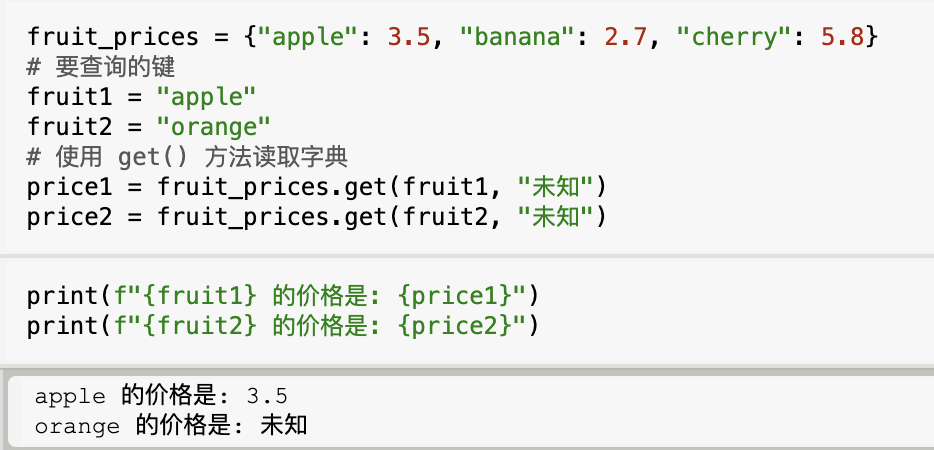 fruit_prices = {"apple": 3.5, "banana": 2.7, "cherry": 5.8}
# 要查询的键
fruit1 = "apple"
fruit2 = "orange"
# 使用 get() 方法读取字典
price1 = fruit_prices.get(fruit1, "未知")
price2 = fruit_prices.get(fruit2, "未知")
print(f"{fruit1} 的价格是: {price1}")
print(f"{fruit2} 的价格是: {price2}")
apple 的价格是: 3.5
orange 的价格是: 未知